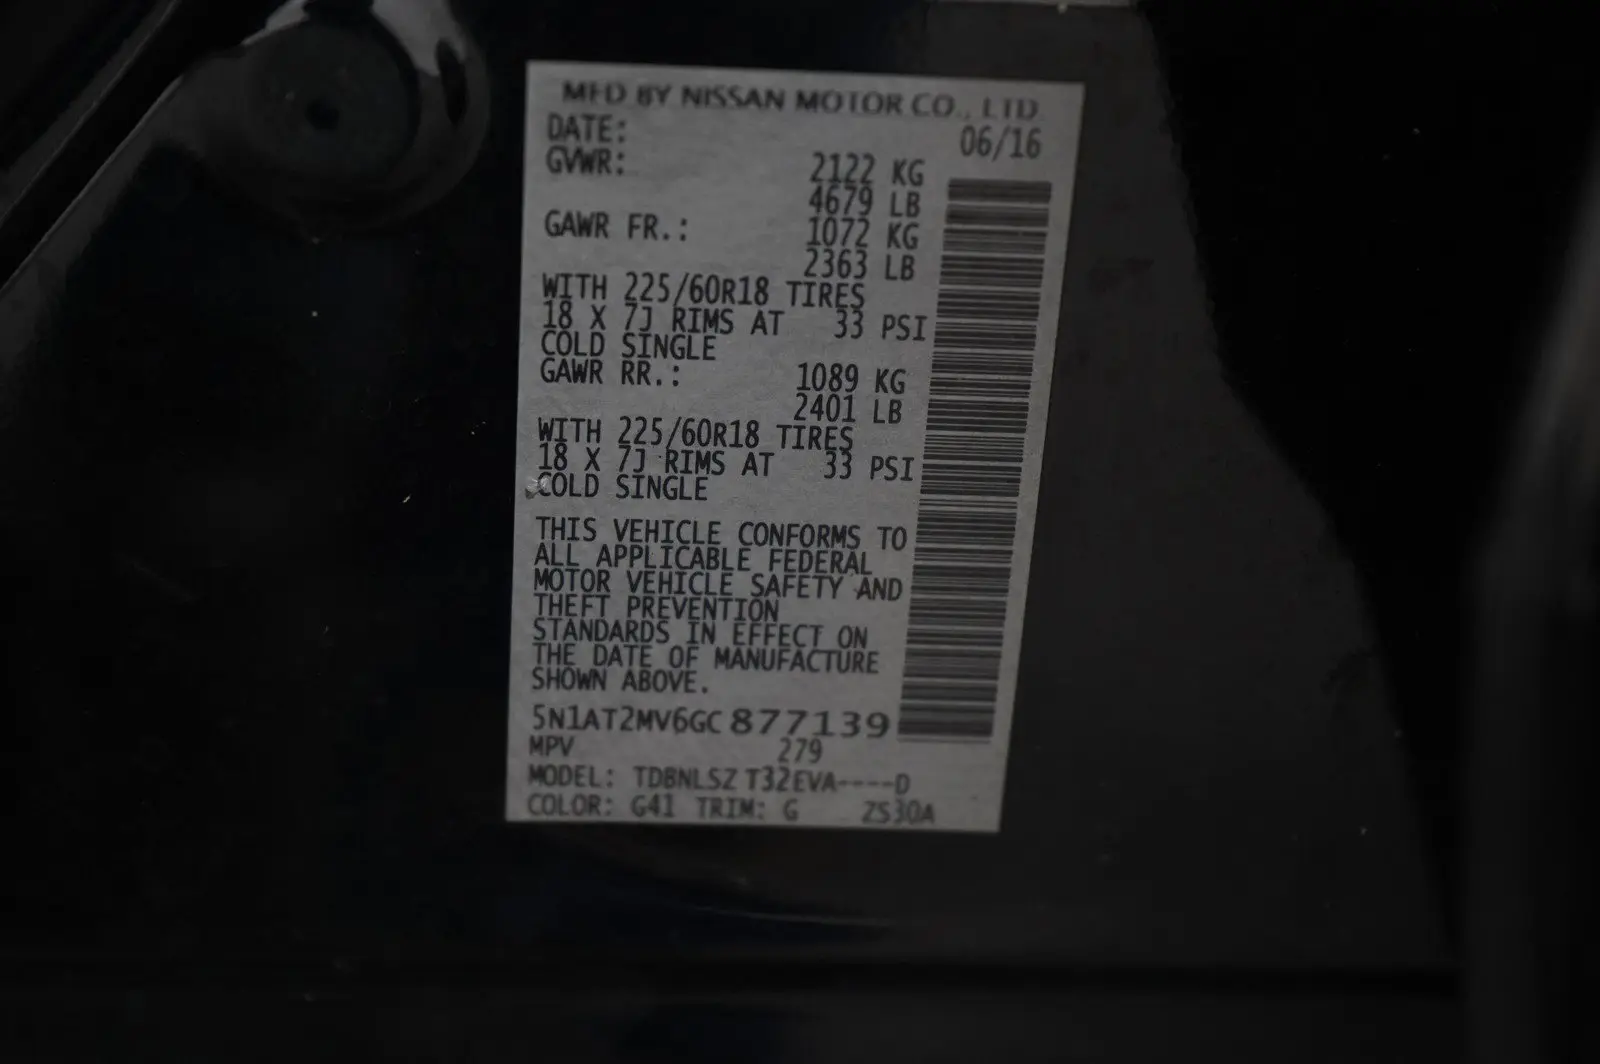 MFD BY NISSAN MOTOR CO., LTD
DATE: 06/16
GVWR: 2122 KG
4679 LB
GAWR FR.: 1072 KG
2363 LB
WITH 225/60R18 TIRES
18 X 7J RIMS AT 33 PSI
COLD SINGLE
GAWR RR.: 1089 KG
2401 LB
WITH 225/60R18 TIRES
18 X 7J RIMS AT 33 PSI
COLD SINGLE
THIS VEHICLE CONFORMS TO
ALL APPLICABLE FEDERAL
MOTOR VEHICLE SAFETY AND
THEFT PREVENTION
STANDARDS IN EFFECT ON
THE DATE OF MANUFACTURE
SHOWN ABOVE.
5N1AT2MV6GC877139
MPV 279
MODEL: TDBNLSZ T32EVA----D
COLOR: G41 TRIM: G ZS30A